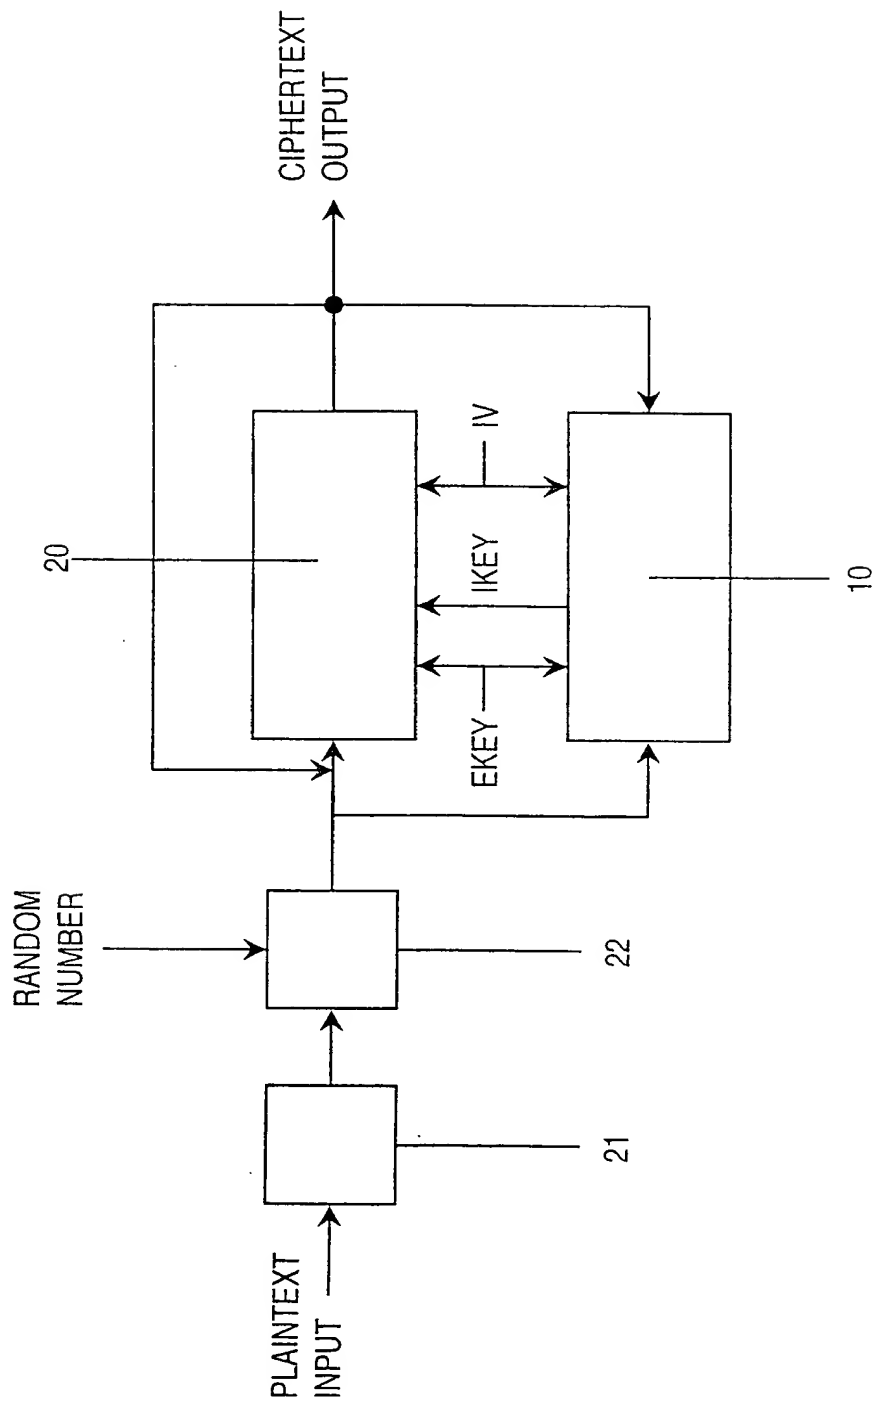 CIPHERTEXT
OUTPUT
20
IV
IKEY
EKEY
10
RANDOM
NUMBER
22
21
PLAINTEXT
INPUT